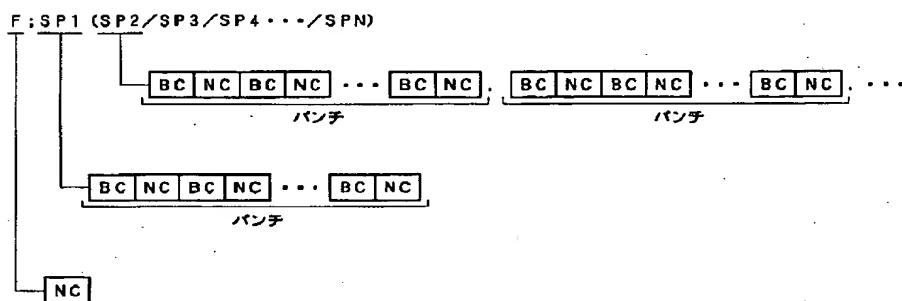 F;SP1 (SP2/SP3/SP4・・・/SPN)
BC NC BC NC ・・・ BC NC, BC NC BC NC ・・・ BC NC, ・・・
パンチ パンチ
BC NC BC NC ・・・ BC NC
パンチ
NC